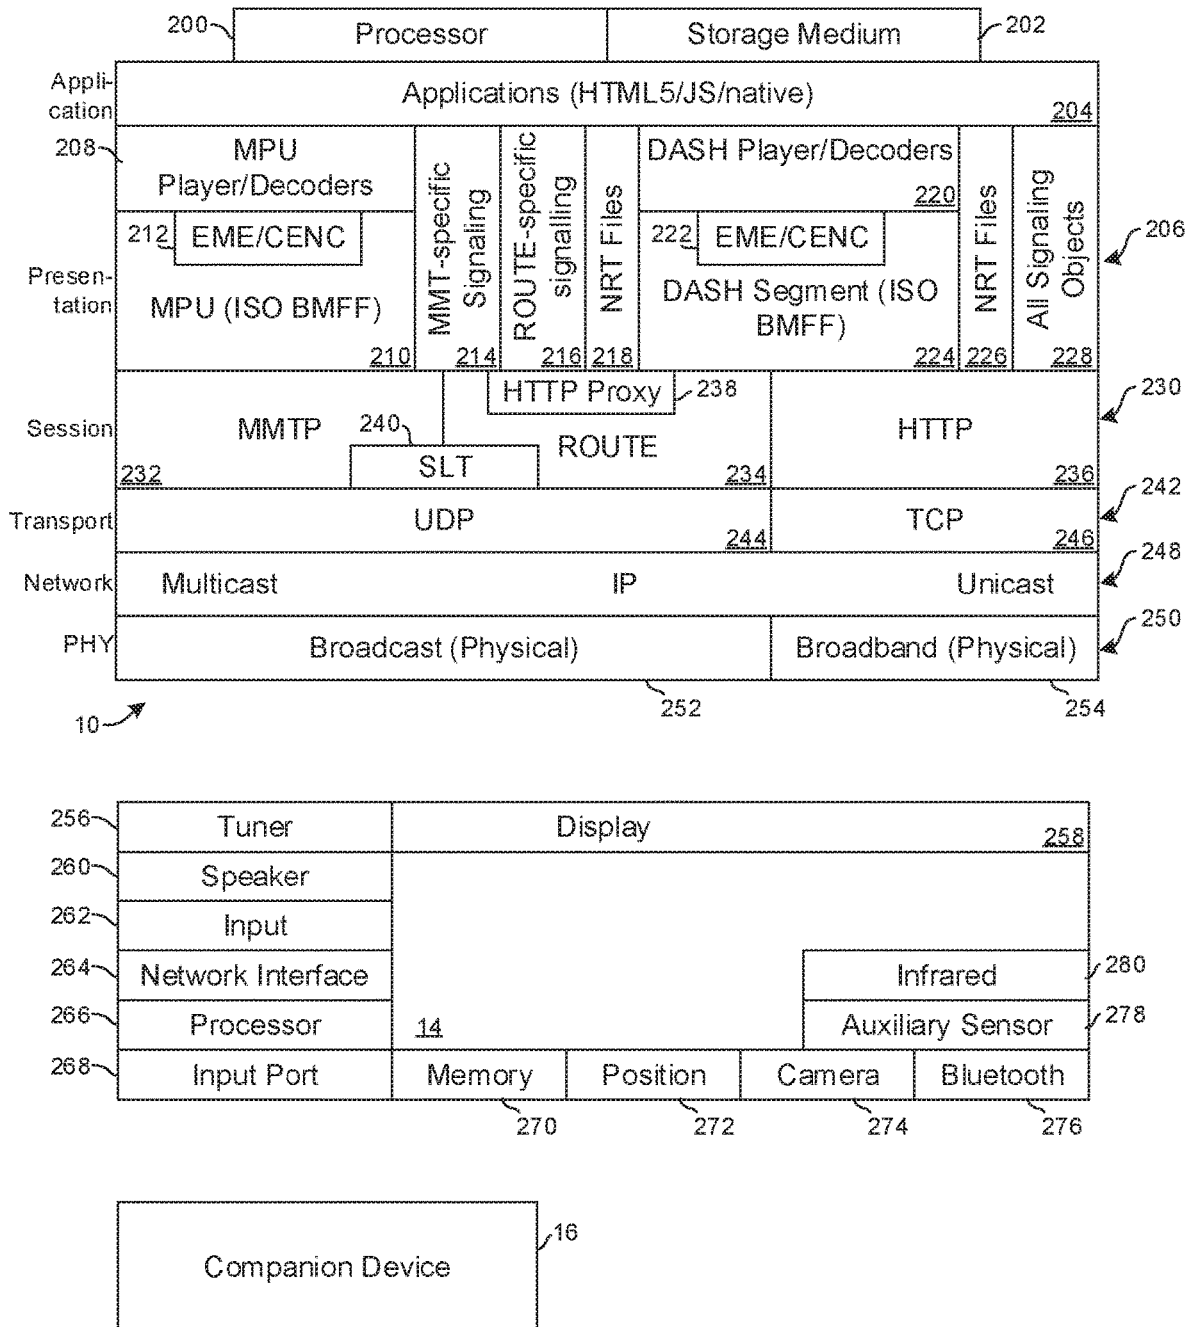 200
Processor
Storage Medium
202
Appli-
cation
Applications (HTML5/JS/native)
204
208
MPU
Player/Decoders
MMT-specific
Signaling
ROUTE-specific
signalling
NRT Files
DASH Player/Decoders
220
NRT Files
All Signaling
Objects
206
212
EME/CENC
222
EME/CENC
Presen-
tation
MPU (ISO BMFF)
DASH Segment (ISO
BMFF)
210
214
216
218
224
226
228
HTTP Proxy
238
230
Session
MMTP
240
SLT
ROUTE
HTTP
232
234
236
242
Transport
UDP
244
TCP
246
248
Network
Multicast
IP
Unicast
PHY
Broadcast (Physical)
Broadband (Physical)
250
252
254
10
256
Tuner
Display
258
260
Speaker
262
Input
264
Network Interface
Infrared
280
266
Processor
14
Auxiliary Sensor
278
268
Input Port
Memory
Position
Camera
Bluetooth
270
272
274
276
16
Companion Device